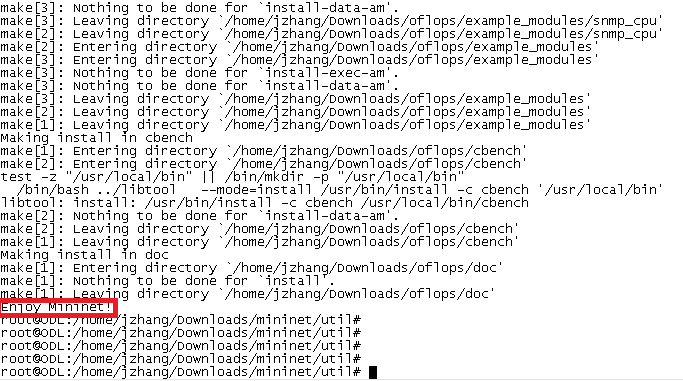 make[3]: Nothing to be done for `install-data-am'.
make[3]: Leaving directory `/home/jzhang/Downloads/oflops/example_modules/snmp_cpu'
make[2]: Leaving directory `/home/jzhang/Downloads/oflops/example_modules/snmp_cpu'
make[2]: Entering directory `/home/jzhang/Downloads/oflops/example_modules'
make[3]: Entering directory `/home/jzhang/Downloads/oflops/example_modules'
make[3]: Nothing to be done for `install-exec-am'.
make[3]: Nothing to be done for `install-data-am'.
make[3]: Leaving directory `/home/jzhang/Downloads/oflops/example_modules'
make[2]: Leaving directory `/home/jzhang/Downloads/oflops/example_modules'
make[1]: Leaving directory `/home/jzhang/Downloads/oflops/example_modules'
Making install in cbench
make[1]: Entering directory `/home/jzhang/Downloads/oflops/cbench'
make[2]: Entering directory `/home/jzhang/Downloads/oflops/cbench'
test -z "/usr/local/bin" || /bin/mkdir -p "/usr/local/bin"
/bin/bash ../libtool   --mode=install /usr/bin/install -c cbench '/usr/local/bin'
libtool: install: /usr/bin/install -c cbench /usr/local/bin/cbench
make[2]: Nothing to be done for `install-data-am'.
make[2]: Leaving directory `/home/jzhang/Downloads/oflops/cbench'
make[1]: Leaving directory `/home/jzhang/Downloads/oflops/cbench'
Making install in doc
make[1]: Entering directory `/home/jzhang/Downloads/oflops/doc'
make[1]: Nothing to be done for `install'.
make[1]: Leaving directory `/home/jzhang/Downloads/oflops/doc'
Enjoy Mininet!
root@ODL:/home/jzhang/Downloads/mininet/util#
root@ODL:/home/jzhang/Downloads/mininet/util#
root@ODL:/home/jzhang/Downloads/mininet/util#
root@ODL:/home/jzhang/Downloads/mininet/util#
root@ODL:/home/jzhang/Downloads/mininet/util#